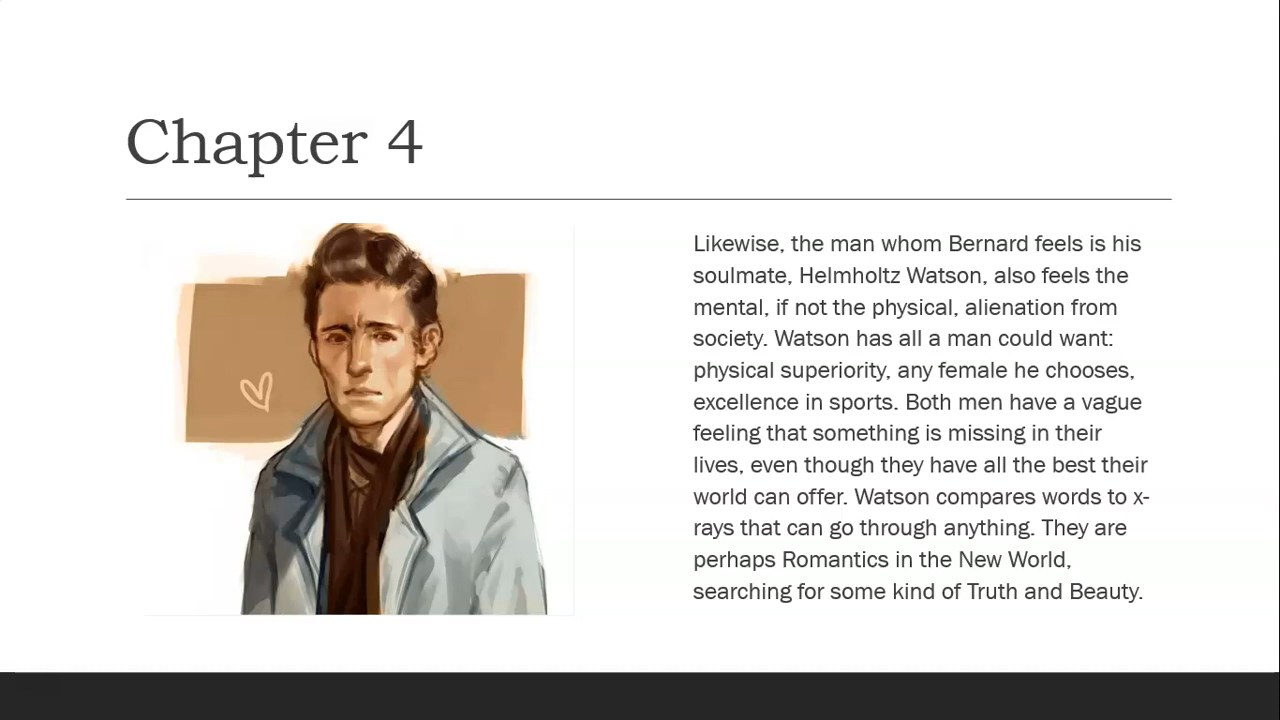 Chapter 4
Likewise, the man whom Bernard feels is his
soulmate, Helmholtz Watson, also feels the
mental, if not the physical, alienation from
society. Watson has all a man could want:
physical superiority, any female he chooses,
excellence in sports. Both men have a vague
feeling that something is missing in their
lives, even though they have all the best their
world can offer. Watson compares words to x-
rays that can go through anything. They are
perhaps Romantics in the New World,
searching for some kind of Truth and Beauty.